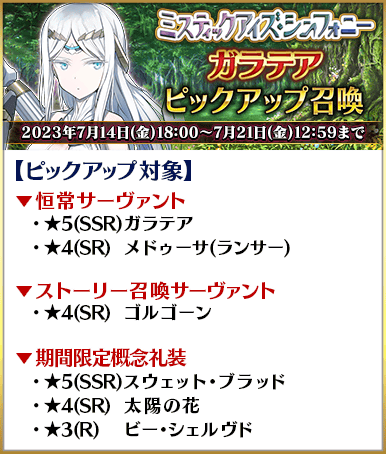 ミスティックアイズ・シンフォニー
ガラテア
ピックアップ召喚
2023年7月14日(金)18:00～7月21日(金)12:59まで
【ピックアップ対象】
▼恒常サーヴァント
・★5(SSR)ガラテア
・★4(SR) メドゥーサ(ランサー)
▼ストーリー召喚サーヴァント
・★4(SR) ゴルゴーン
▼期間限定概念礼装
・★5(SSR)スウェット・ブラッド
・★4(SR) 太陽の花
・★3(R) ビー・シェルヴド